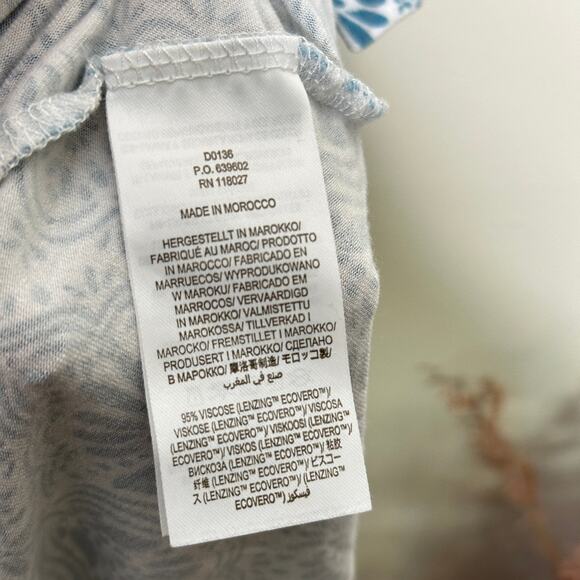 D0136
P.O. 639602
RN 118027
MADE IN MOROCCO
HERGESTELLT IN MAROKKO/
FABRIQUÉ AU MAROC/ PRODOTTO
IN MAROCCO/ FABRICADO EN
MARRUECOS/ WYPRODUKOWANO
W MAROKU/ FABRICADO EM
MARROCOS/ VERVAARDIGD
IN MAROKKO/ VALMISTETTU
MAROKOSSA/ TILLVERKAD I
MAROCKO/ FREMSTILLET I MAROKKO/
PRODUSERT I MAROKKO/ СДЕЛАНО
В МАРОККО/ 摩洛哥制造/ モロッコ製/
صنع في المغرب
95% VISCOSE (LENZING™ ECOVERO™)/
VISKOSE (LENZING™ ECOVERO™)/ VISCOSA
(LENZING™ ECOVERO™)/ VISKOOSI (LENZING™
ECOVERO™)/ VISKOS (LENZING™ ECOVERO™)/
ВИСКОЗА (LENZING™ ECOVERO™)/ 粘胶
纤维 (LENZING™ ECOVERO™)/ ビスコー
ス (LENZING™ ECOVERO™)/
(LENZING™ ECOVERO™) فيسكوز